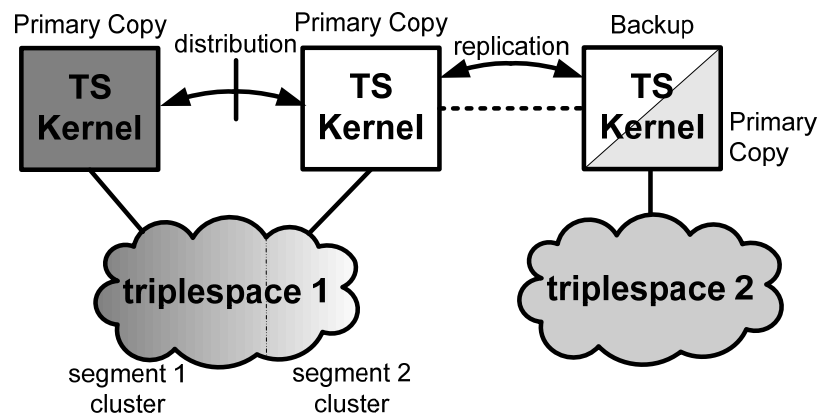 Primary Copy
distribution
Primary Copy
replication
Backup
TS
Kernel
TS
Kernel
TS
Kernel
Primary
Copy
triplespace 1
triplespace 2
segment 1
cluster
segment 2
cluster